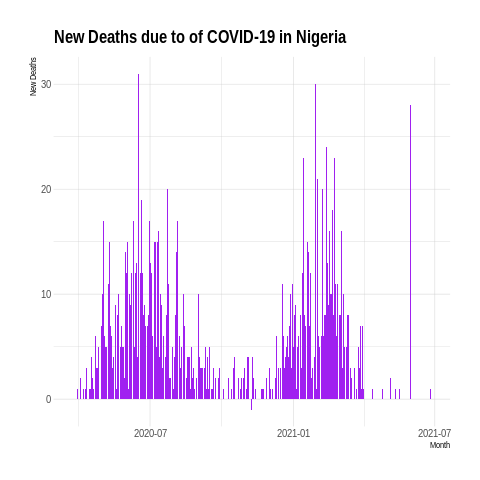 New Deaths due to of COVID-19 in Nigeria
New Deaths
30
20
10
0
2020-07
2021-01
2021-07
Month